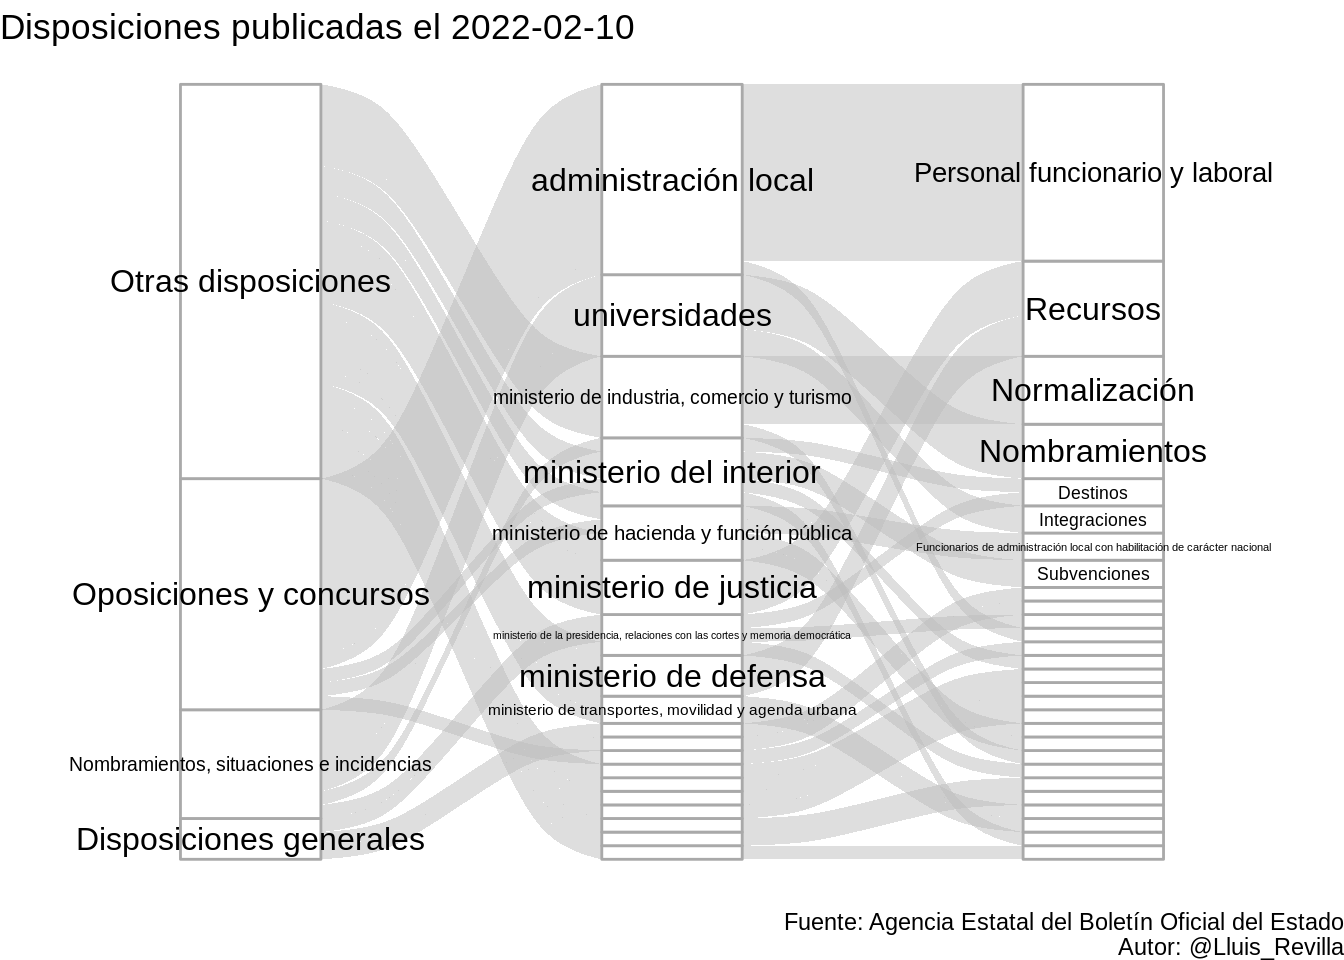 Disposiciones publicadas el 2022-02-10
Otras disposiciones
Oposiciones y concursos
Nombramientos, situaciones e incidencias
Disposiciones generales
administración local
universidades
ministerio de industria, comercio y turismo
ministerio del interior
ministerio de hacienda y función pública
ministerio de justicia
ministerio de la presidencia, relaciones con las cortes y memoria democrática
ministerio de defensa
ministerio de transportes, movilidad y agenda urbana
Personal funcionario y laboral
Recursos
Normalización
Nombramientos
Destinos
Integraciones
Funcionarios de administración local con habilitación de carácter nacional
Subvenciones
Fuente: Agencia Estatal del Boletín Oficial del Estado
Autor: @Lluis_Revilla